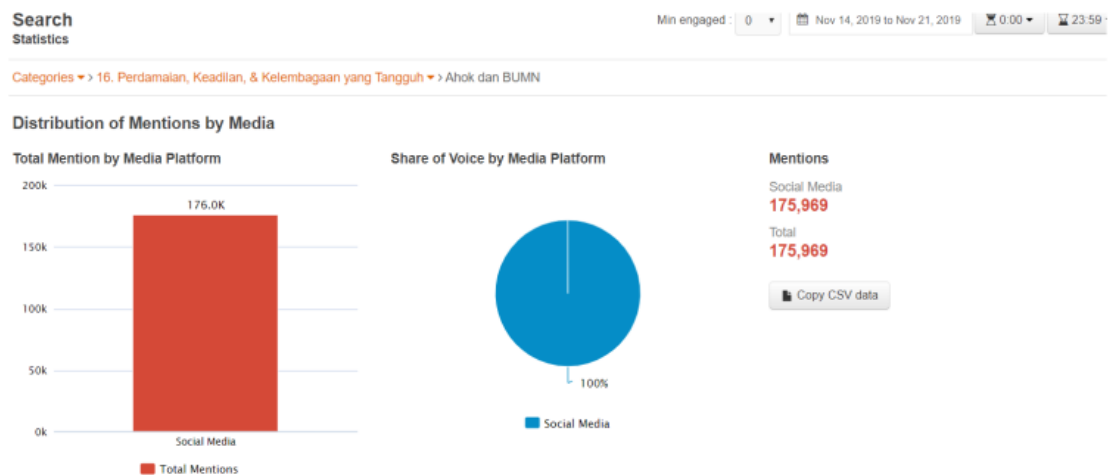 Search
Statistics
Min engaged : 0 Nov 14, 2019 to Nov 21, 2019 0:00 23:59
Categories > 16. Perdamaian, Keadilan, & Kelembagaan yang Tangguh > Ahok dan BUMN
Distribution of Mentions by Media
Total Mention by Media Platform
200k
176.0K
150k
100k
50k
0k
Social Media
Total Mentions
Share of Voice by Media Platform
100%
Social Media
Mentions
Social Media
175,969
Total
175,969
Copy CSV data